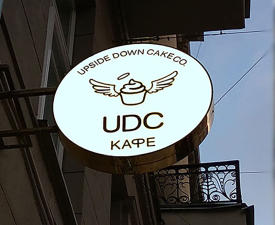 UPSIDE DOWN CAKE CO.
UDC
КАФЕ